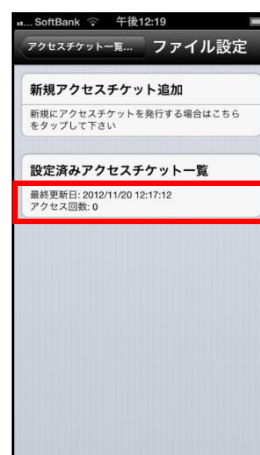 SoftBank 午後12:19
アクセスチケット一覧... ファイル設定
新規アクセスチケット追加
新規にアクセスチケットを発行する場合はこちら
をタップして下さい
設定済みアクセスチケット一覧
最終更新日: 2012/11/20 12:17:12
アクセス回数: 0